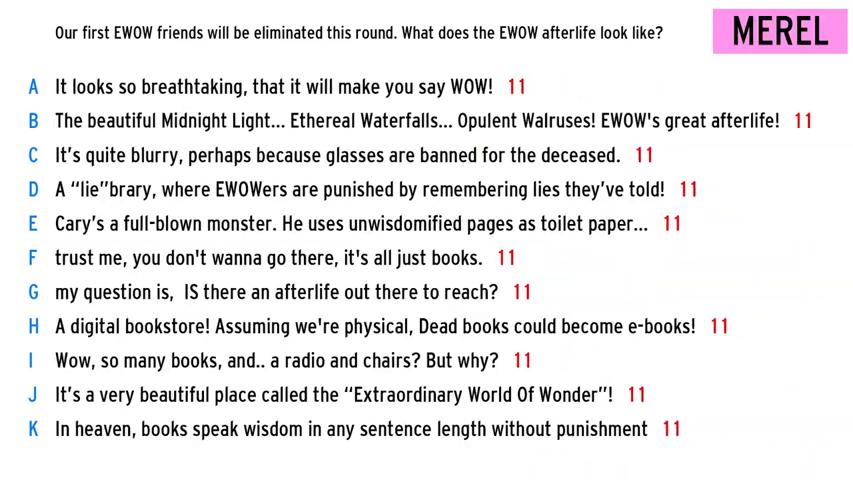 Our first EWOW friends will be eliminated this round. What does the EWOW afterlife look like?
MEREL
A It looks so breathtaking, that it will make you say WOW! 11
B The beautiful Midnight Light... Ethereal Waterfalls... Opulent Walruses! EWOW's great afterlife! 11
C It’s quite blurry, perhaps because glasses are banned for the deceased. 11
D A “lie”brary, where EWOWers are punished by remembering lies they’ve told! 11
E Cary’s a full-blown monster. He uses unwisdomified pages as toilet paper... 11
F trust me, you don't wanna go there, it's all just books. 11
G my question is,  IS there an afterlife out there to reach? 11
H A digital bookstore! Assuming we're physical, Dead books could become e-books! 11
I Wow, so many books, and.. a radio and chairs? But why? 11
J It’s a very beautiful place called the “Extraordinary World Of Wonder”! 11
K In heaven, books speak wisdom in any sentence length without punishment 11